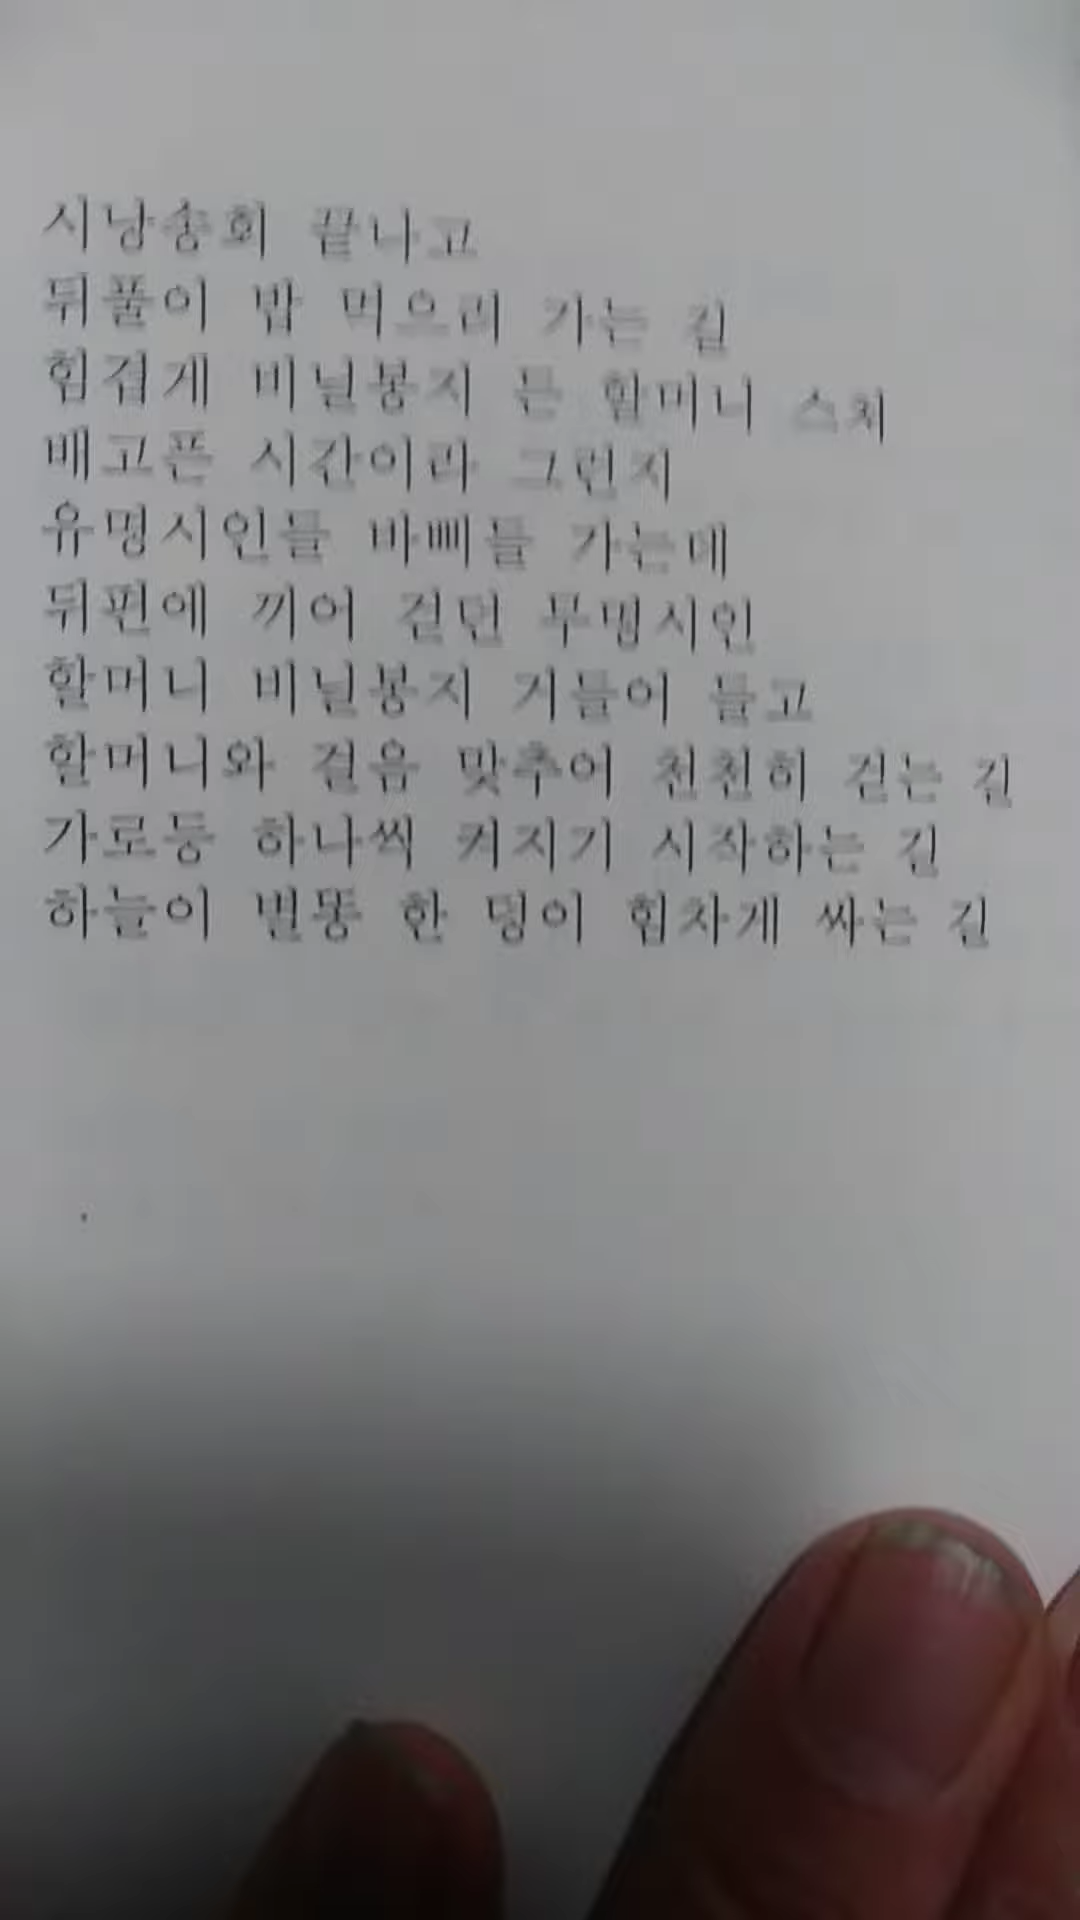 시낭송회 끝나고
뒤풀이 밥 먹으러 가는 길
힘겹게 비닐봉지 든 할머니 스쳐
배고픈 시간이라 그런지
유명시인들 바삐들 가는데
뒤편에 끼어 걷던 무명시인
할머니 비닐봉지 거들어 들고
할머니와 걸음 맞추어 천천히 걷는 길
가로등 하나씩 켜지기 시작하는 길
하늘이 별똥 한 덩이 힘차게 싸는 길